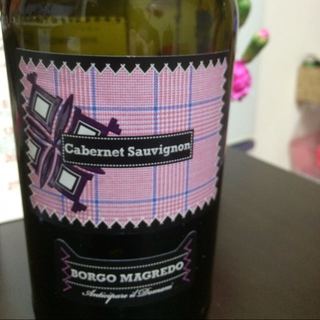 Cabernet Sauvignon
BORGO MAGREDO
Anticipare il Domani